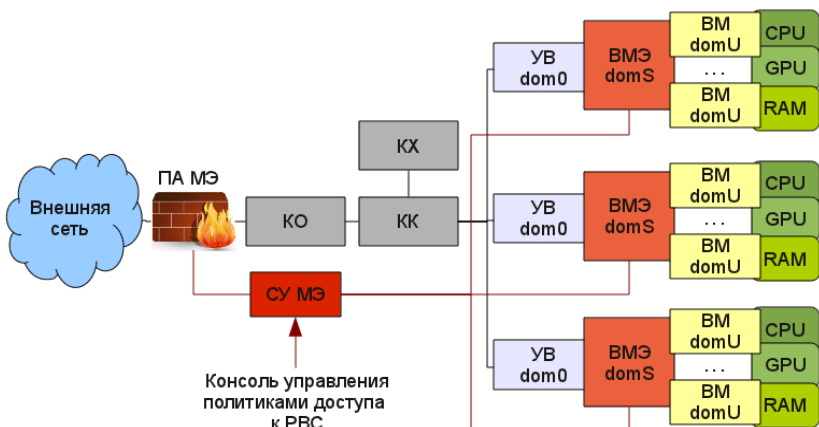 ВМ
domU
CPU
УВ
dom0
ВМЭ
domS
...
GPU
ВМ
domU
RAM
КХ
ПА МЭ
Внешняя
сеть
КО
КК
УВ
dom0
ВМЭ
domS
ВМ
domU
CPU
...
GPU
ВМ
domU
RAM
СУ МЭ
УВ
dom0
ВМЭ
domS
ВМ
domU
CPU
...
GPU
ВМ
domU
RAM
Консоль управления
политиками доступа
к РВС